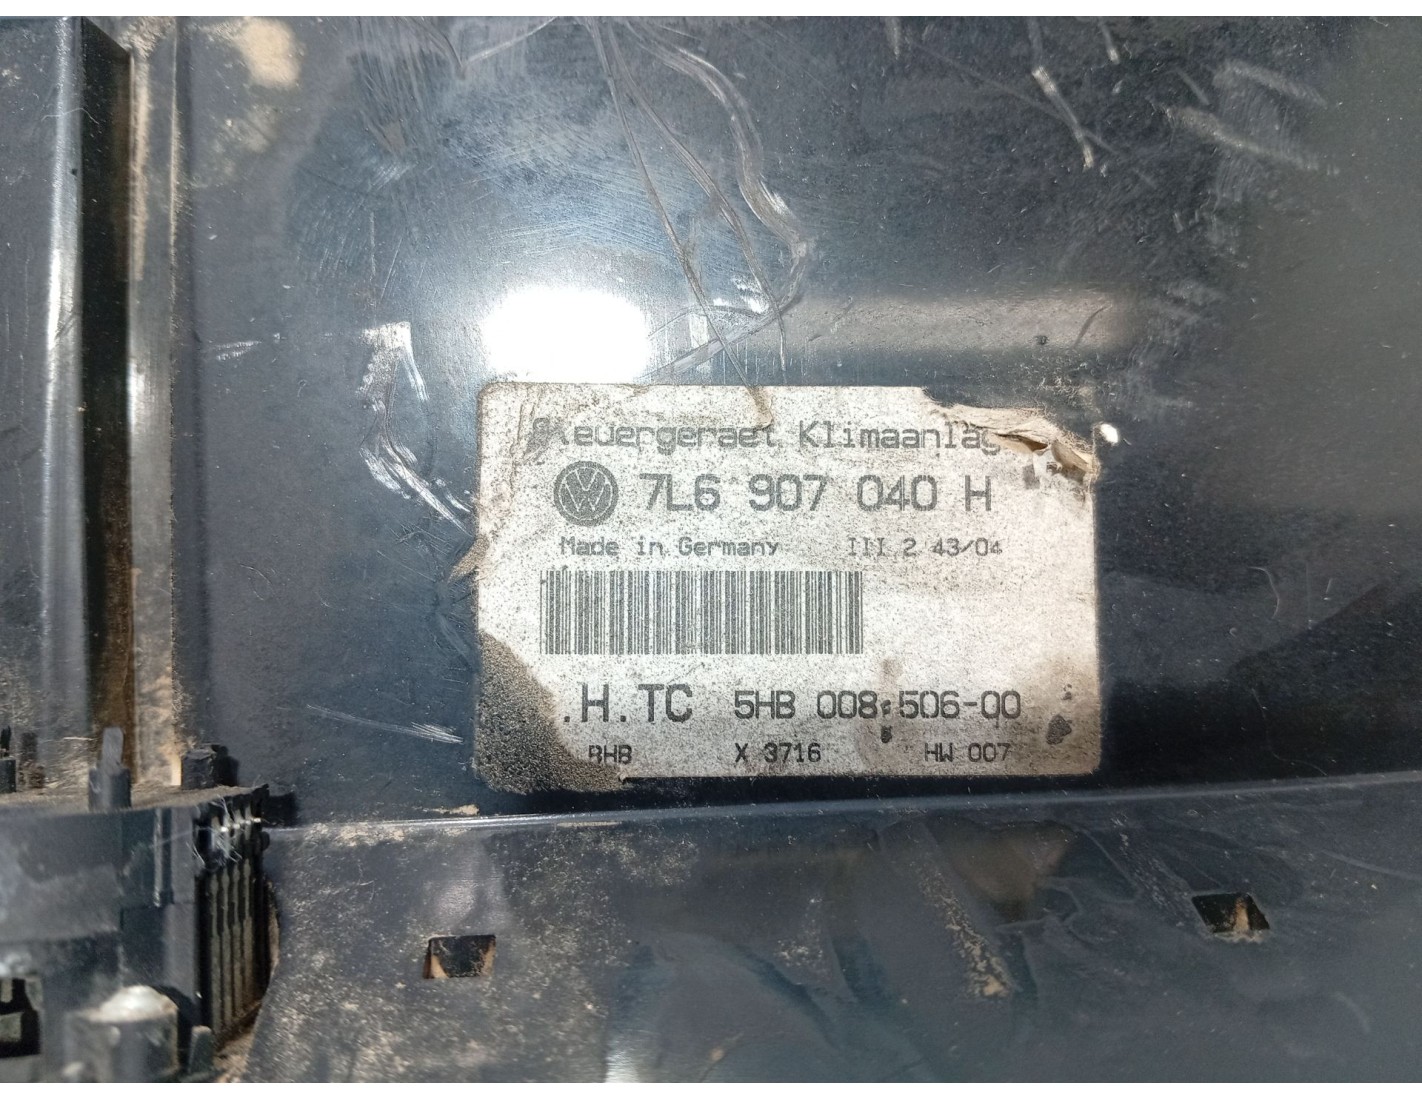 Steuergeraet Klimaanlag
7L6 907 040 H
Made in Germany III 2 43/04
.H.TC 5HB 008 506-00
BHB X 3716 HW 007